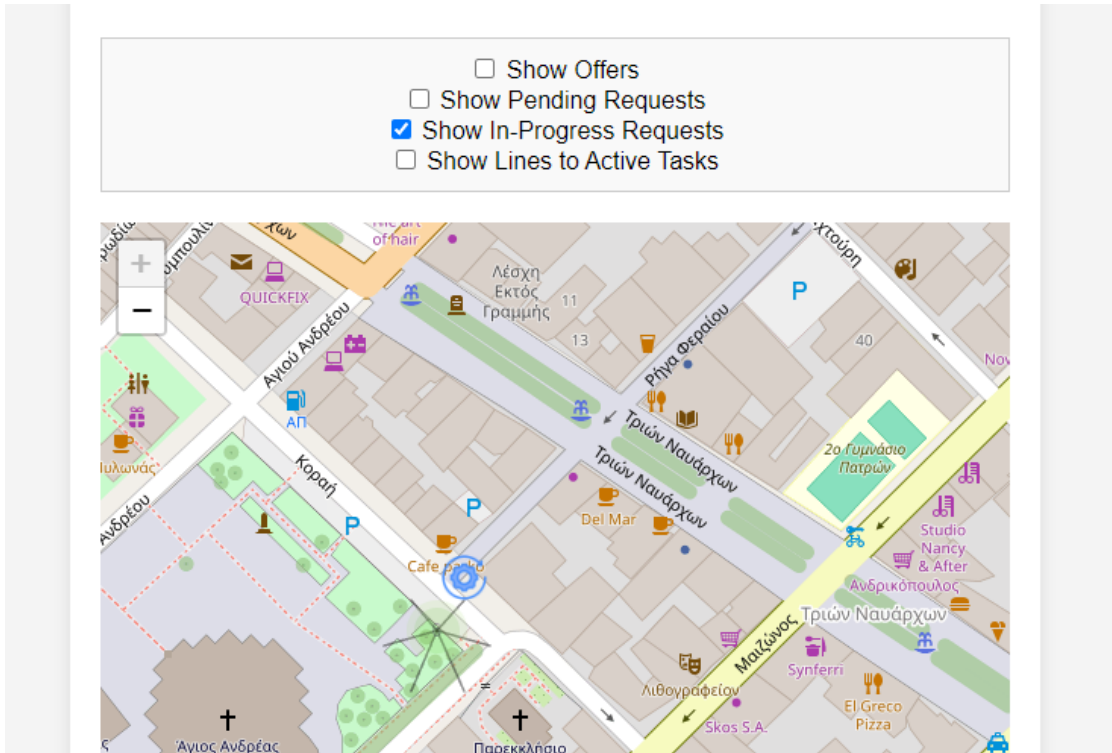 Show Offers
Show Pending Requests
Show In-Progress Requests
Show Lines to Active Tasks
of hair
+
−
QUICKFIX
Λέσχη
Εκτός
Γραμμής
11
13
P
40
Αγιού Ανδρέου
Ρήγα Φεραίου
ΑΠ
Τριών Ναυάρχων
Τριών Ναυάρχων
2ο Γυμνάσιο
Πατρών
Κοραή
P
P
Del Mar
Cafe
Studio
Nancy
& After
Ανδρικόπουλος
Τριών Ναυάρχων
Μαιζώνος
Synferri
Λιθογραφείον
El Greco
Pizza
Skos S.A.
Άγιος Ανδρέας
Παρεκκλήσιο